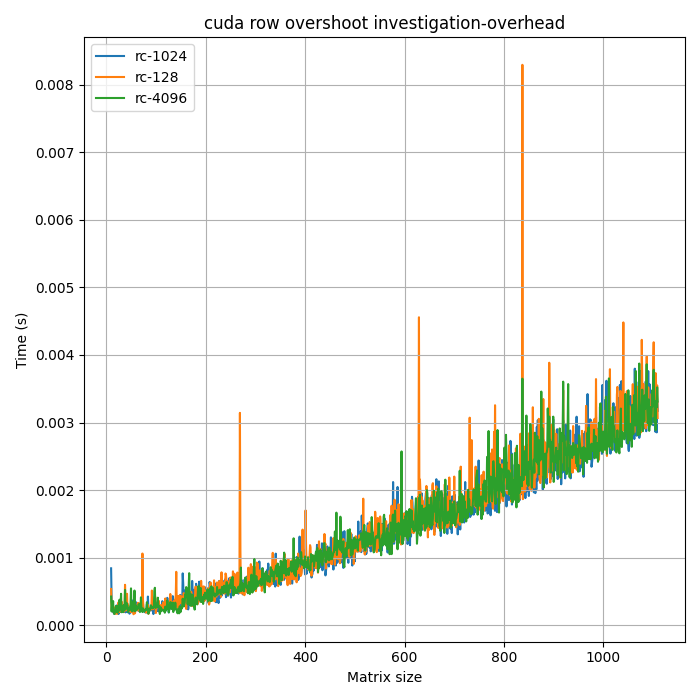 cuda row overshoot investigation-overhead
rc-1024
rc-128
rc-4096
0.008
0.007
0.006
0.005
0.004
0.003
0.002
0.001
0.000
Time (s)
0 200 400 600 800 1000
Matrix size